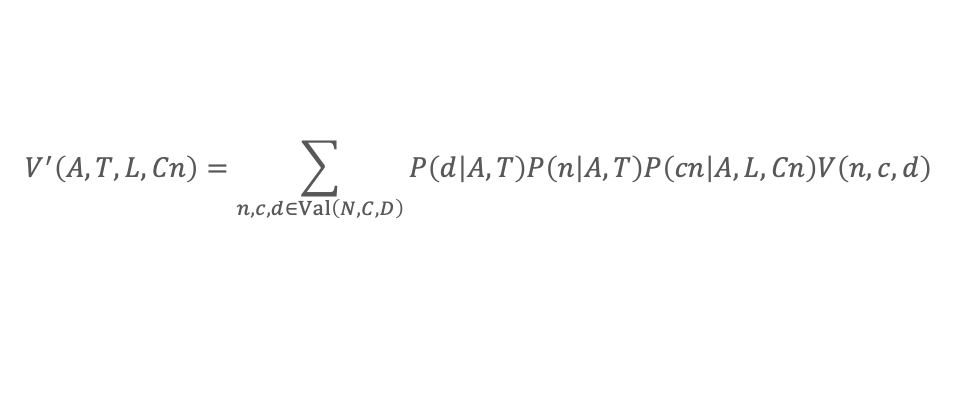 V′(A, T, L, Cn) = ∑ P(d|A, T)P(n|A, T)P(cn|A, L, Cn)V(n, c, d)
n,c,d∈Val(N,C,D)